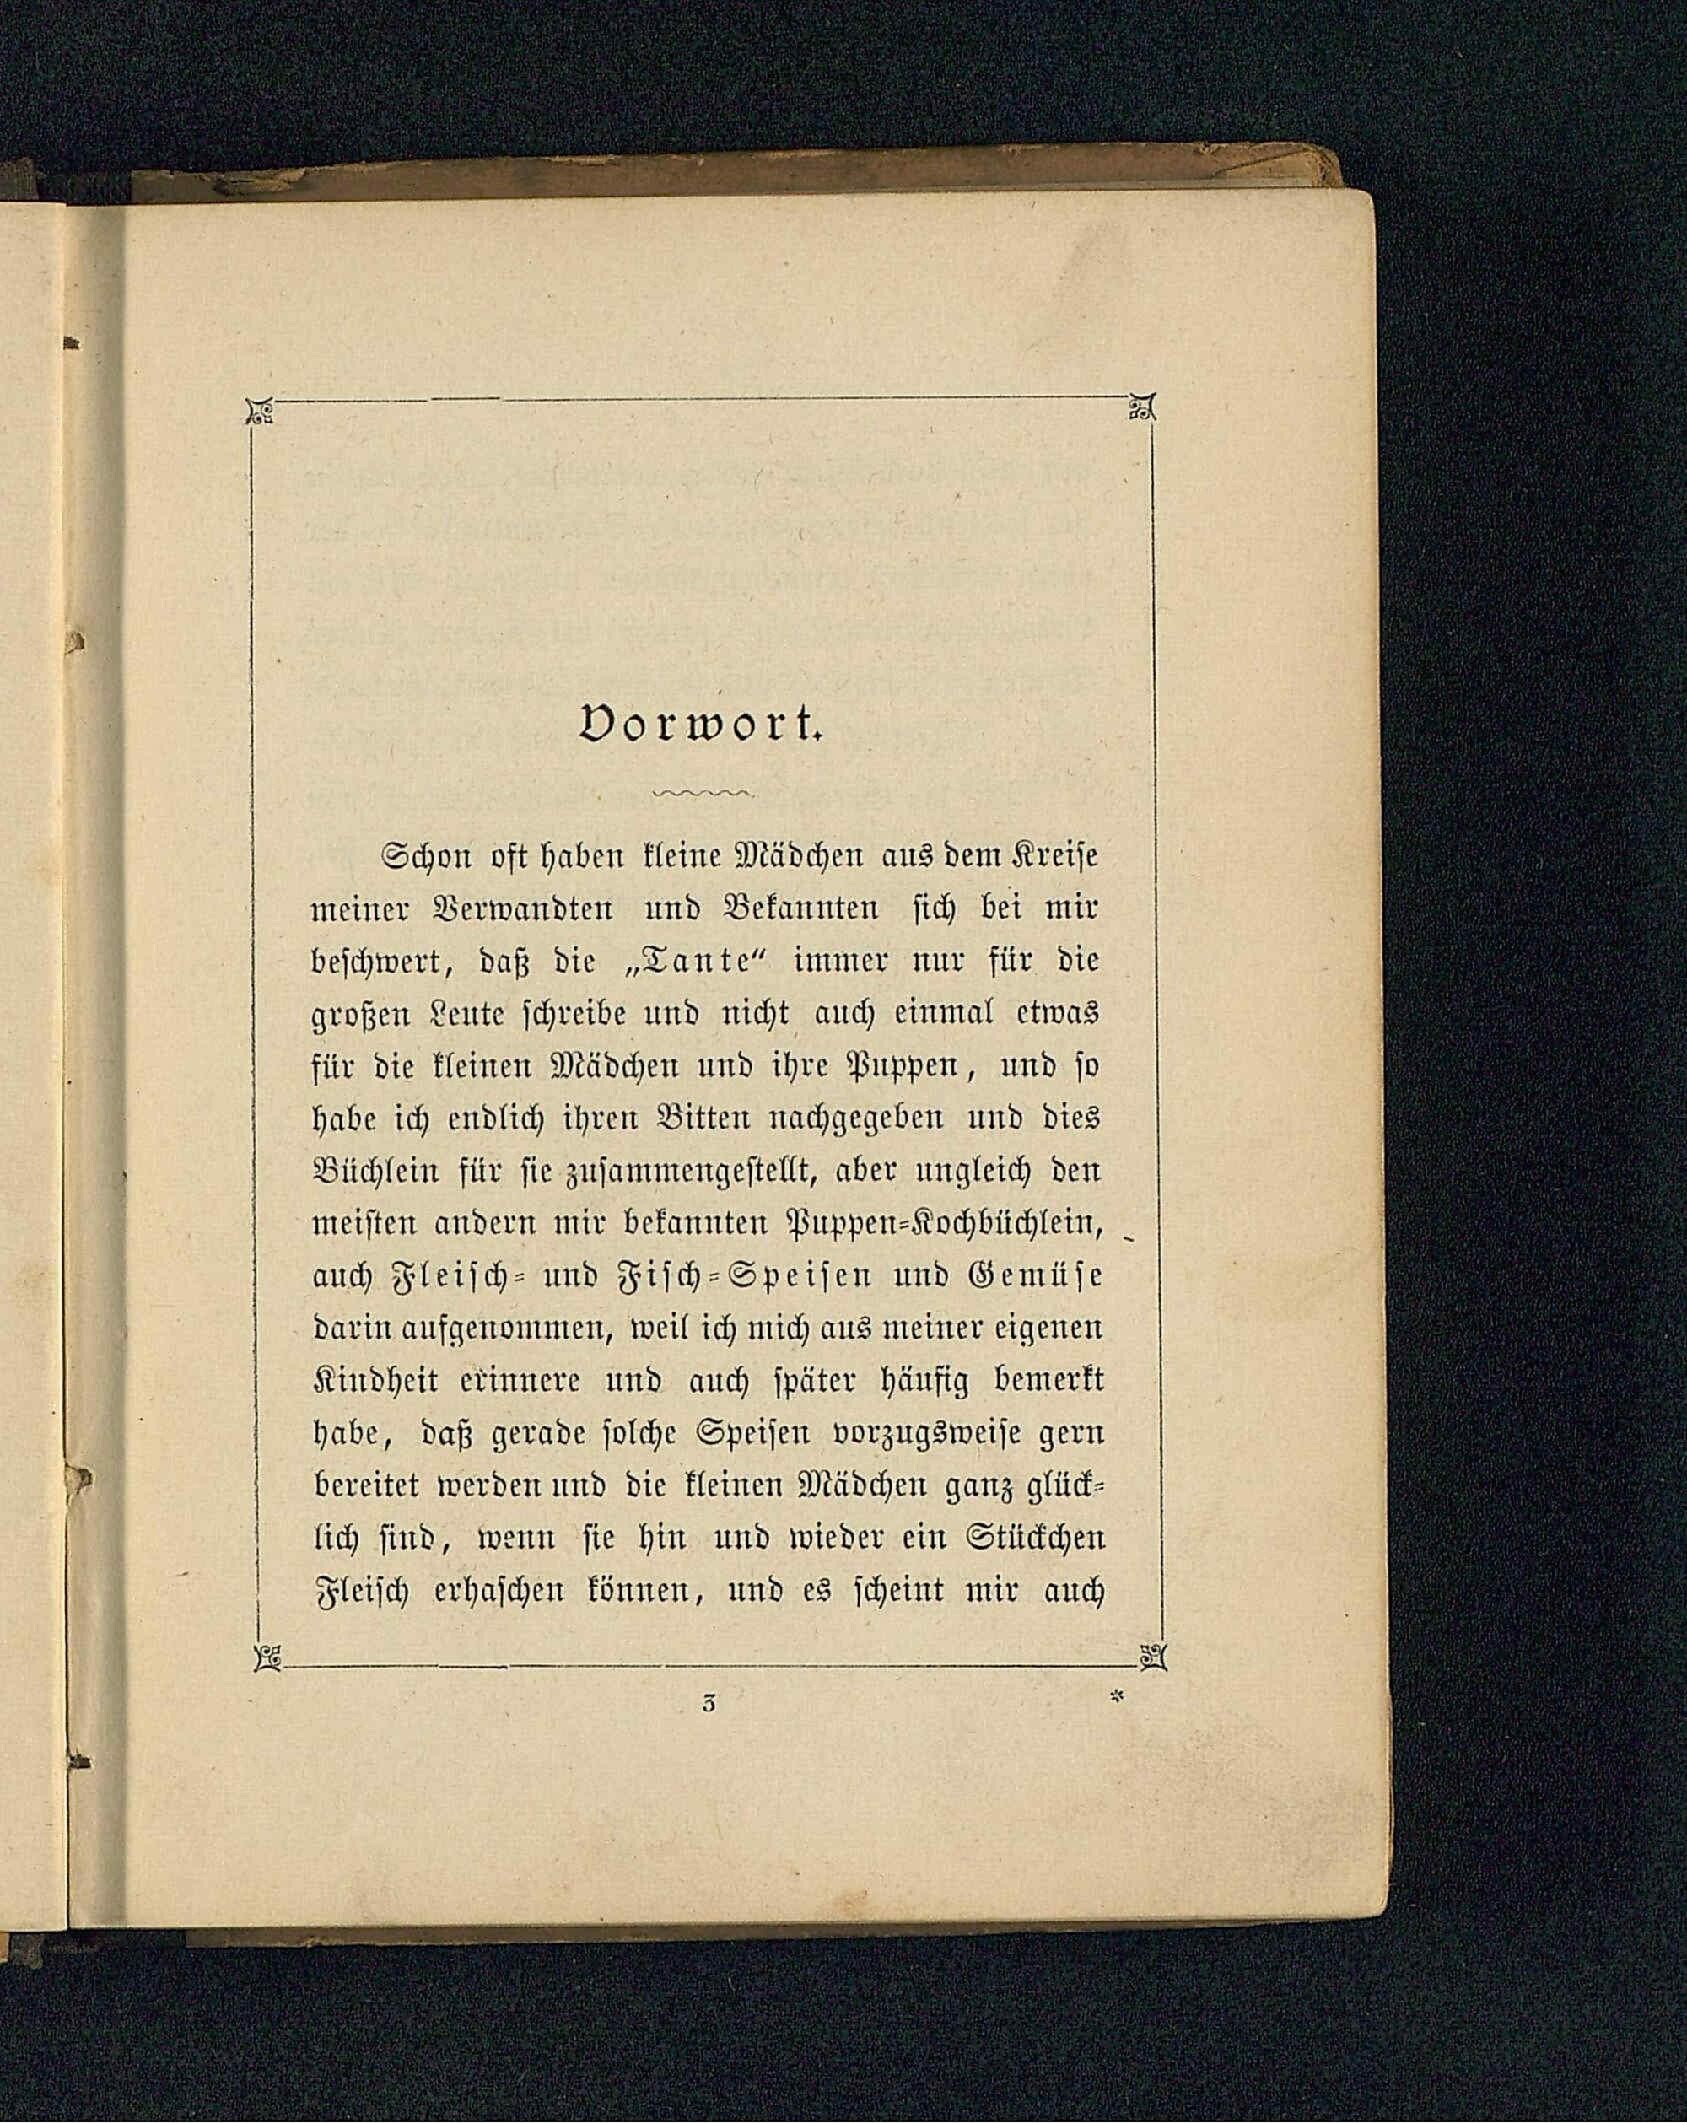 Vorwort.
Schon oft haben kleine Mädchen aus dem Kreise
meiner Verwandten und Bekannten sich bei mir
beschwert, daß die „Tante“ immer nur für die
großen Leute schreibe und nicht auch einmal etwas
für die kleinen Mädchen und ihre Puppen, und so
habe ich endlich ihren Bitten nachgegeben und dies
Büchlein für sie zusammengestellt, aber ungleich den
meisten andern mir bekannten Puppen-Kochbüchlein,
auch Fleisch- und Fisch-Speisen und Gemüse
darin aufgenommen, weil ich mich aus meiner eigenen
Kindheit erinnere und auch später häufig bemerkt
habe, daß gerade solche Speisen vorzugsweise gern
bereitet werden und die kleinen Mädchen ganz glück-
lich sind, wenn sie hin und wieder ein Stückchen
Fleisch erhaschen können, und es scheint mir auch
3 *